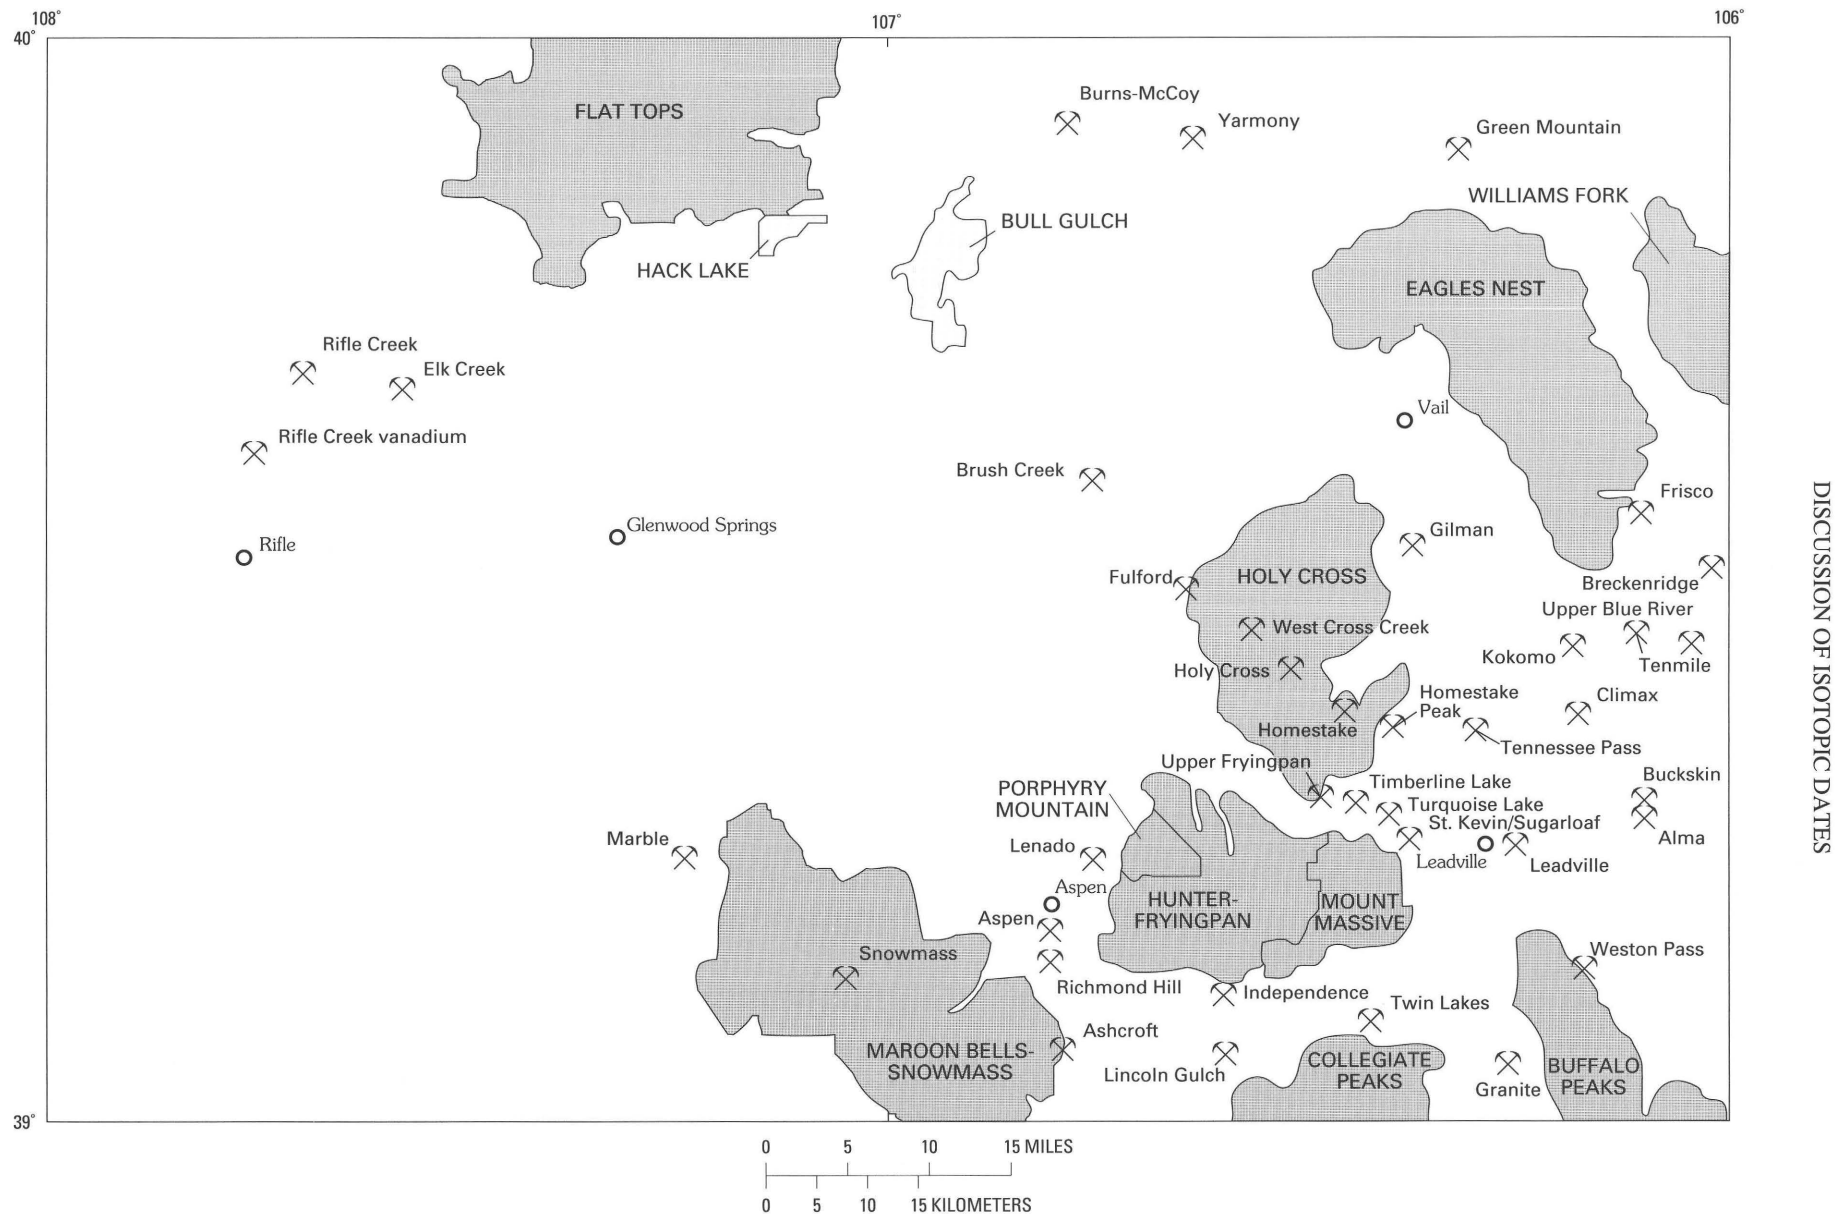 108°
107°
106°
40°
FLAT TOPS
Burns-McCoy
Yarmony
Green Mountain
WILLIAMS FORK
BULL GULCH
HACK LAKE
EAGLES NEST
Rifle Creek
Elk Creek
Vail
Rifle Creek vanadium
Brush Creek
Frisco
Glenwood Springs
Gilman
Rifle
Fulford
HOLY CROSS
Breckenridge
Upper Blue River
West Cross Creek
Kokomo
Tenmile
Holy Cross
Homestake
Peak
Climax
Homestake
Tennessee Pass
Upper Fryingpan
Timberline Lake
Buckskin
PORPHYRY
MOUNTAIN
Turquoise Lake
St. Kevin/Sugarloaf
Alma
Marble
Lenado
Leadville
Leadville
Aspen
HUNTER-
FRYINGPAN
MOUNT
MASSIVE
Aspen
Snowmass
Weston Pass
Richmond Hill
Independence
Twin Lakes
Ashcroft
MAROON BELLS-
SNOWMASS
Lincoln Gulch
COLLEGIATE
PEAKS
Granite
BUFFALO
PEAKS
39°
0 5 10 15 MILES
0 5 10 15 KILOMETERS
DISCUSSION OF ISOTOPIC DATES